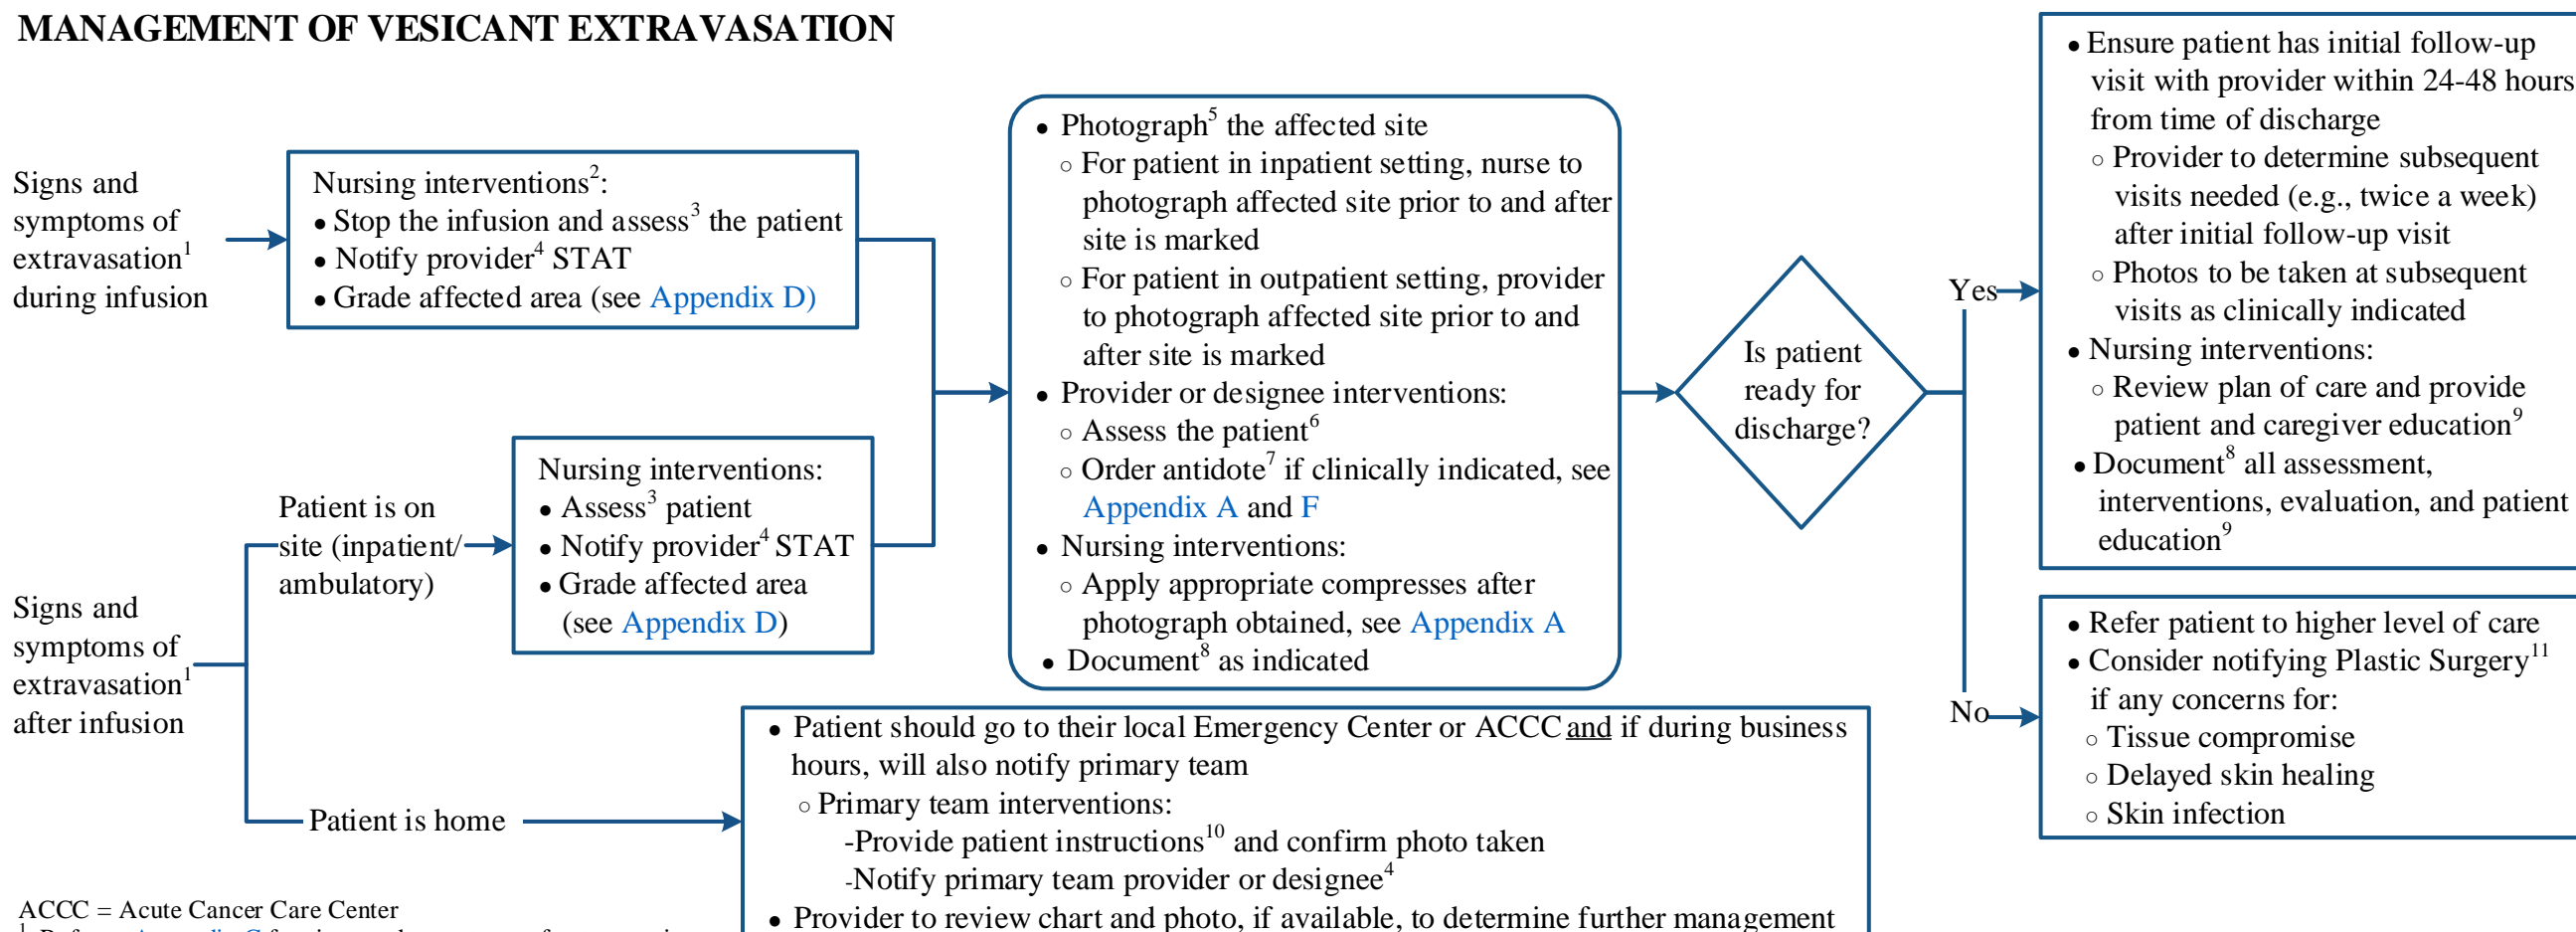 MANAGEMENT OF VESICANT EXTRAVASATION
Signs and
symptoms of
extravasation1
during infusion
Nursing interventions2:
● Stop the infusion and assess3 the patient
● Notify provider4 STAT
● Grade affected area (see Appendix D)
Signs and
symptoms of
extravasation1
after infusion
Patient is on
site (inpatient/
ambulatory)
Nursing interventions:
● Assess3 patient
● Notify provider4 STAT
● Grade affected area
(see Appendix D)
Patient is home
● Photograph5 the affected site
○ For patient in inpatient setting, nurse to
photograph affected site prior to and after
site is marked
○ For patient in outpatient setting, provider
to photograph affected site prior to and
after site is marked
● Provider or designee interventions:
○ Assess the patient6
○ Order antidote7 if clinically indicated, see
Appendix A and F
● Nursing interventions:
○ Apply appropriate compresses after
photograph obtained, see Appendix A
● Document8 as indicated
● Patient should go to their local Emergency Center or ACCC and if during business
hours, will also notify primary team
○ Primary team interventions:
-Provide patient instructions10 and confirm photo taken
-Notify primary team provider or designee4
● Provider to review chart and photo, if available, to determine further management
Is patient
ready for
discharge?
Yes
● Ensure patient has initial follow-up
visit with provider within 24-48 hours
from time of discharge
○ Provider to determine subsequent
visits needed (e.g., twice a week)
after initial follow-up visit
○ Photos to be taken at subsequent
visits as clinically indicated
● Nursing interventions:
○ Review plan of care and provide
patient and caregiver education9
● Document8 all assessment,
interventions, evaluation, and patient
education9
No
● Refer patient to higher level of care
● Consider notifying Plastic Surgery11
if any concerns for:
○ Tissue compromise
○ Delayed skin healing
○ Skin infection
ACCC = Acute Cancer Care Center